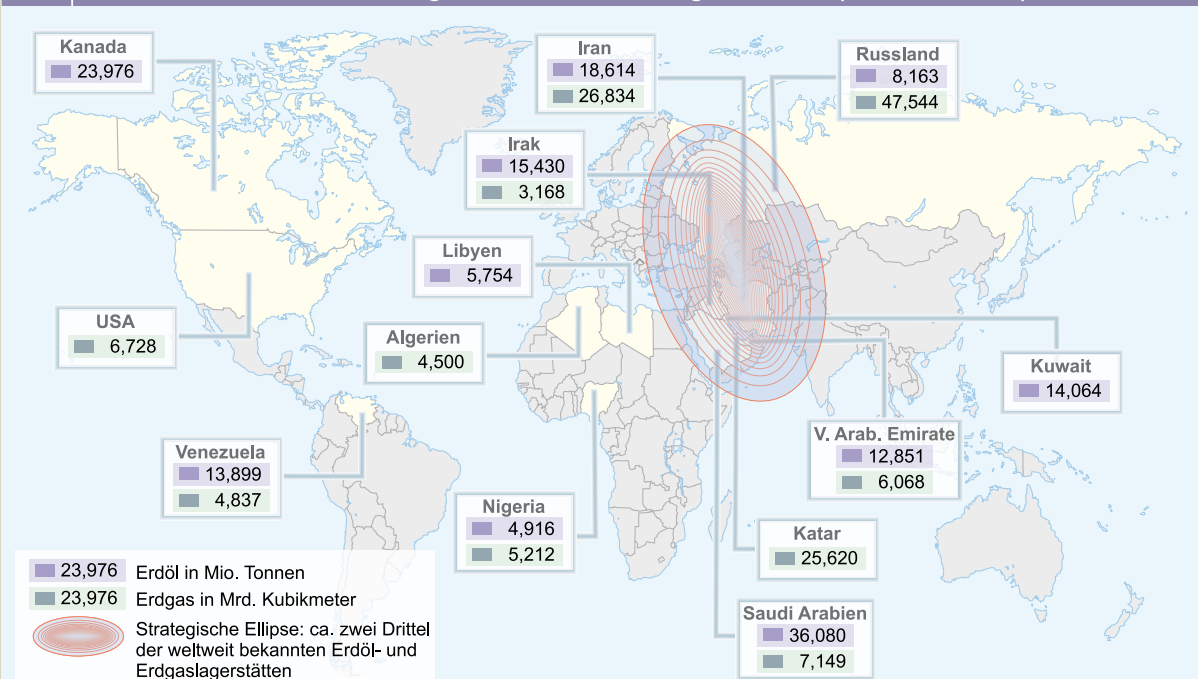 Kanada
23,976
Iran
18,614
26,834
Russland
8,163
47,544
Irak
15,430
3,168
Libyen
5,754
USA
6,728
Algerien
4,500
Kuwait
14,064
Venezuela
13,899
4,837
V. Arab. Emirate
12,851
6,068
Nigeria
4,916
5,212
Katar
25,620
Saudi Arabien
36,080
7,149
23,976 Erdöl in Mio. Tonnen
23,976 Erdgas in Mrd. Kubikmeter
Strategische Ellipse: ca. zwei Drittel
der weltweit bekannten Erdöl- und
Erdgaslagerstätten